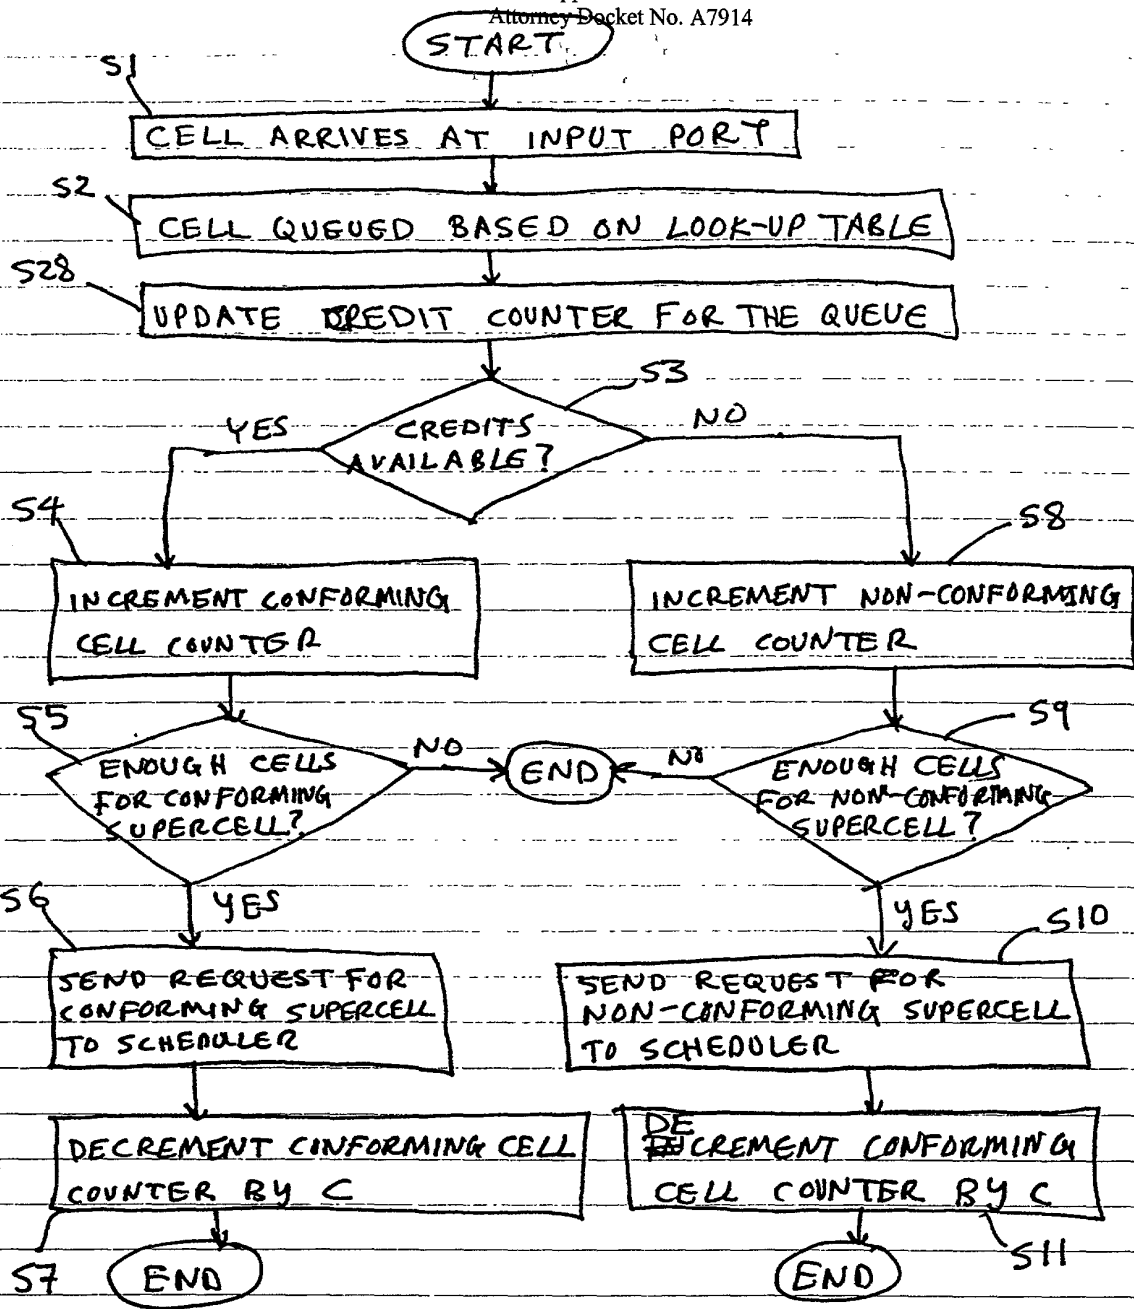 Attorney Docket No. A7914
START
S1
CELL ARRIVES AT INPUT PORT
S2
CELL QUEUED BASED ON LOOK-UP TABLE
S28
UPDATE CREDIT COUNTER FOR THE QUEUE
S3
CREDITS
AVAILABLE?
YES
NO
S4
INCREMENT CONFORMING
CELL COUNTER
S8
INCREMENT NON-CONFORMING
CELL COUNTER
S5
ENOUGH CELLS
FOR CONFORMING
SUPERCELL?
NO
END
NO
S9
ENOUGH CELLS
FOR NON-CONFORMING
SUPERCELL?
S6
YES
SEND REQUEST FOR
CONFORMING SUPERCELL
TO SCHEDULER
YES
S10
SEND REQUEST FOR
NON-CONFORMING SUPERCELL
TO SCHEDULER
DECREMENT CONFORMING CELL
COUNTER BY C
S7
END
DECREMENT CONFORMING
CELL COUNTER BY C
S11
END